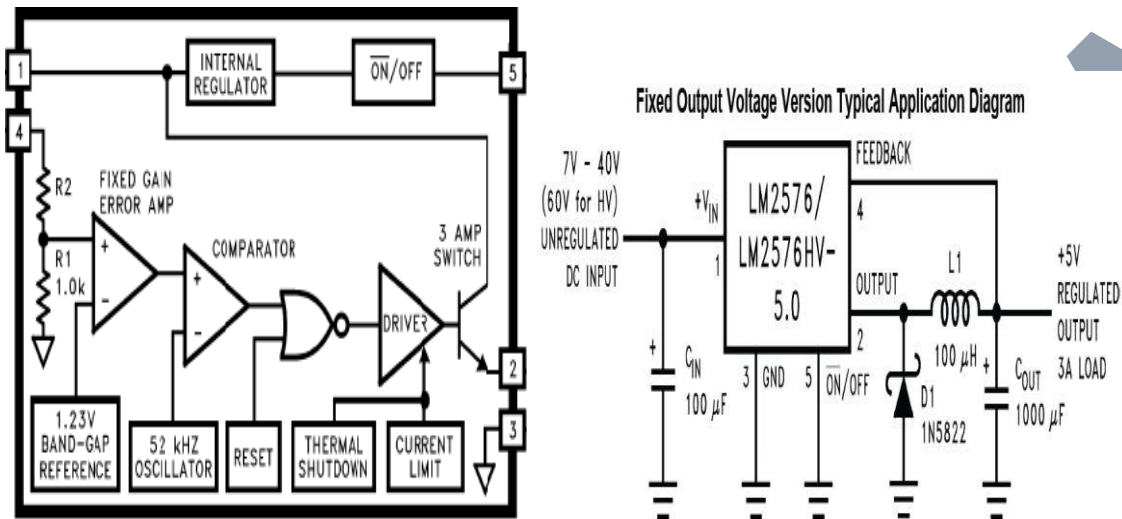 1
INTERNAL
REGULATOR
ON/OFF
5
4
R2
FIXED GAIN
ERROR AMP
+
−
R1
1.0k
COMPARATOR
+
−
3 AMP
SWITCH
DRIVER
2
3
1.23V
BAND-GAP
REFERENCE
52 kHZ
OSCILLATOR
RESET
THERMAL
SHUTDOWN
CURRENT
LIMIT
Fixed Output Voltage Version Typical Application Diagram
7V - 40V
(60V for HV)
UNREGULATED
DC INPUT
+VIN
1
LM2576/
LM2576HV-
5.0
FEEDBACK
4
OUTPUT
2
L1
100 μH
+5V
REGULATED
OUTPUT
3A LOAD
+
CIN
100 μF
3 GND
5 ON/OFF
D1
1N5822
+
COUT
1000 μF